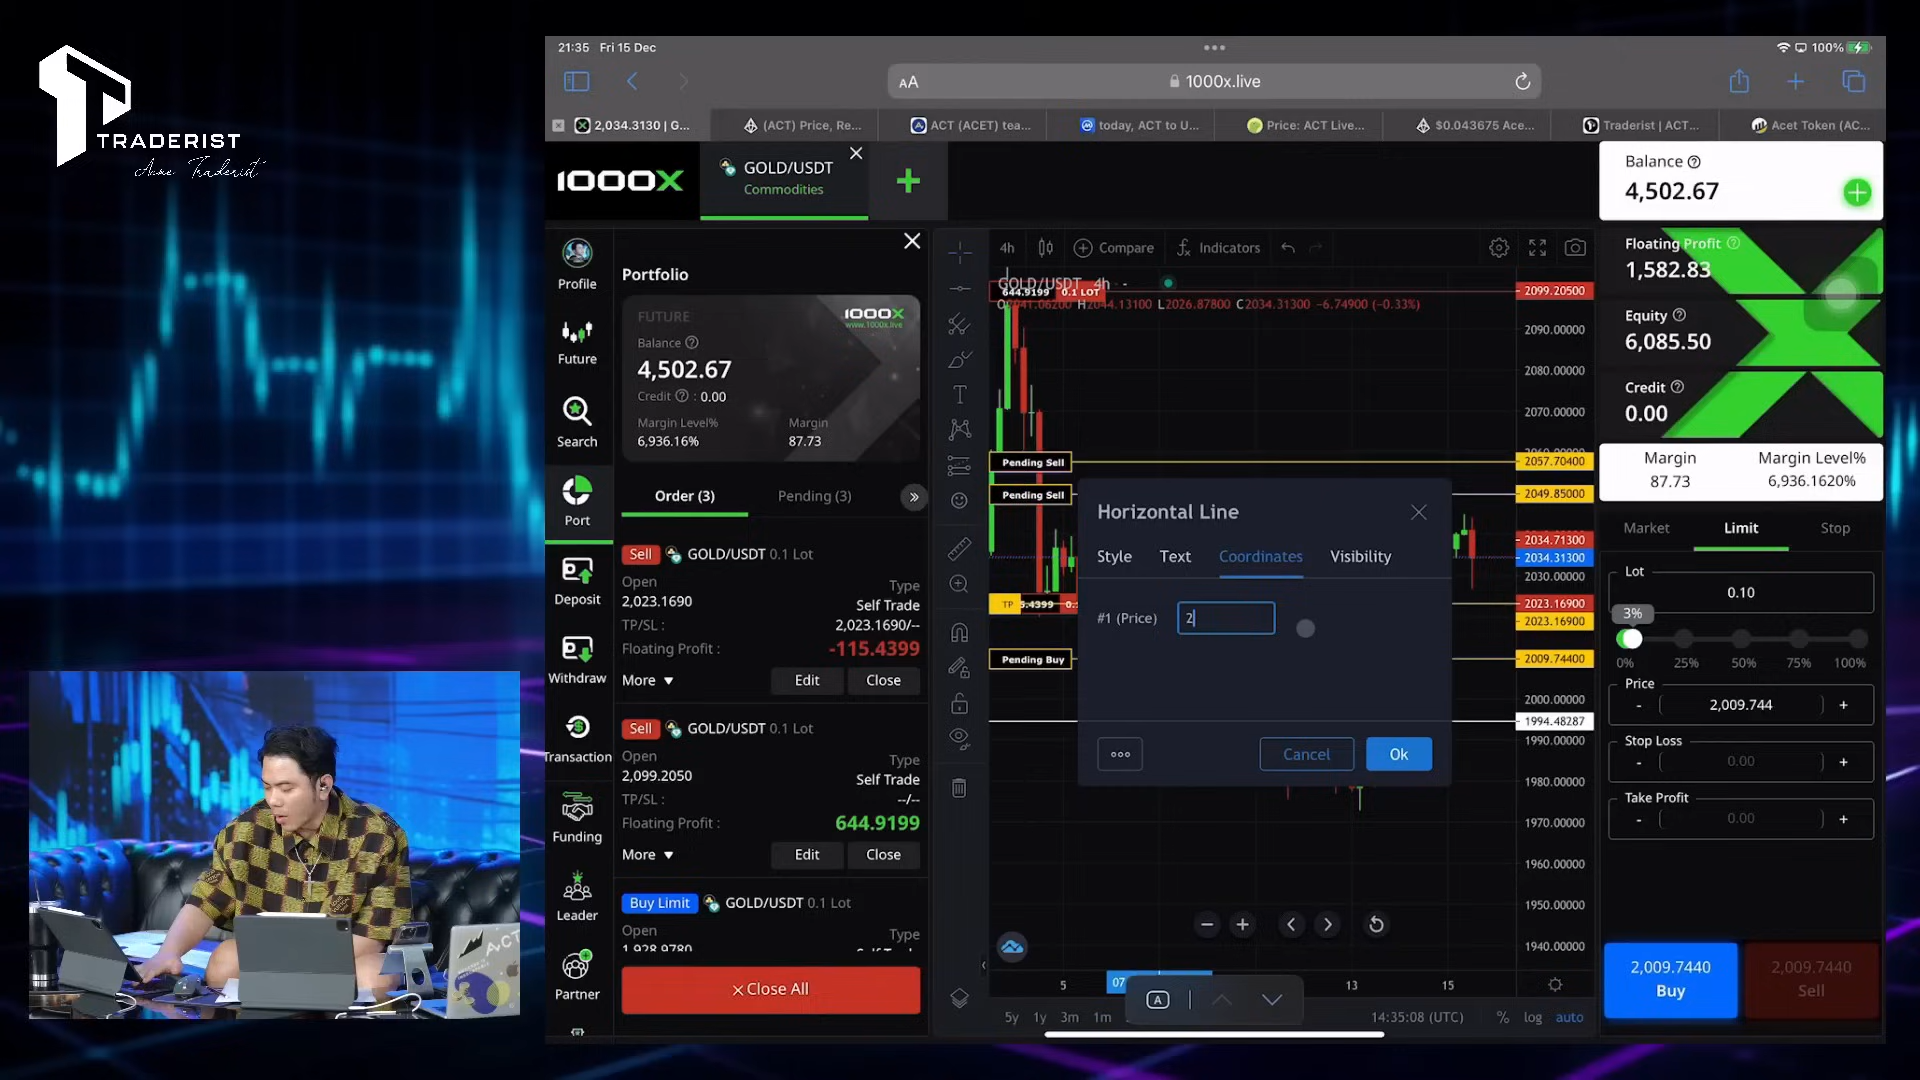 TRADERIST
Acme Traderist
21:35 Fri 15 Dec
100%
AA
1000x.live
2,034.3130 | G...
(ACT) Price, Re...
ACT (ACET) tea...
today, ACT to U...
Price: ACT Live...
$0.043675 Ace...
Traderist | ACT...
Acet Token (AC...
1000X
GOLD/USDT
Commodities
Balance
4,502.67
Floating Profit
1,582.83
Equity
6,085.50
Credit
0.00
Margin
87.73
Margin Level%
6,936.1620%
Profile
Future
Search
Port
Deposit
Withdraw
Transaction
Funding
Leader
Partner
Portfolio
FUTURE
1000X
www.1000x.live
Balance
4,502.67
Credit : 0.00
Margin Level% Margin
6,936.16% 87.73
Order (3) Pending (3)
Sell GOLD/USDT 0.1 Lot
Open Type
2,023.1690 Self Trade
TP/SL : 2,023.1690/--
Floating Profit : -115.4399
More Edit Close
Sell GOLD/USDT 0.1 Lot
Open Type
2,099.2050 Self Trade
TP/SL : --/--
Floating Profit : 644.9199
More Edit Close
Buy Limit GOLD/USDT 0.1 Lot
Open Type
1,928.9780
Close All
4h Compare Indicators
GOLD/USDT 4h -
644.9199 0.1 LOT
H2044.13100 L2026.87800 C2034.31300 −6.74900 (−0.33%)
Pending Sell
Pending Sell
TP
Pending Buy
2099.20500
2090.00000
2080.00000
2070.00000
2057.70400
2049.85000
2034.71300
2034.31300
2030.00000
2023.16900
2023.16900
2009.74400
2000.00000
1994.48287
1990.00000
1980.00000
1970.00000
1960.00000
1950.00000
1940.00000
Horizontal Line
Style Text Coordinates Visibility
#1 (Price) 2
Cancel Ok
5 07 13 15
A
5y 1y 3m 1m 14:35:08 (UTC) % log auto
Market Limit Stop
Lot
0.10
3%
0% 25% 50% 75% 100%
Price
- 2,009.744 +
Stop Loss
- 0.00 +
Take Profit
- 0.00 +
2,009.7440
Buy
2,009.7440
Sell
ACT